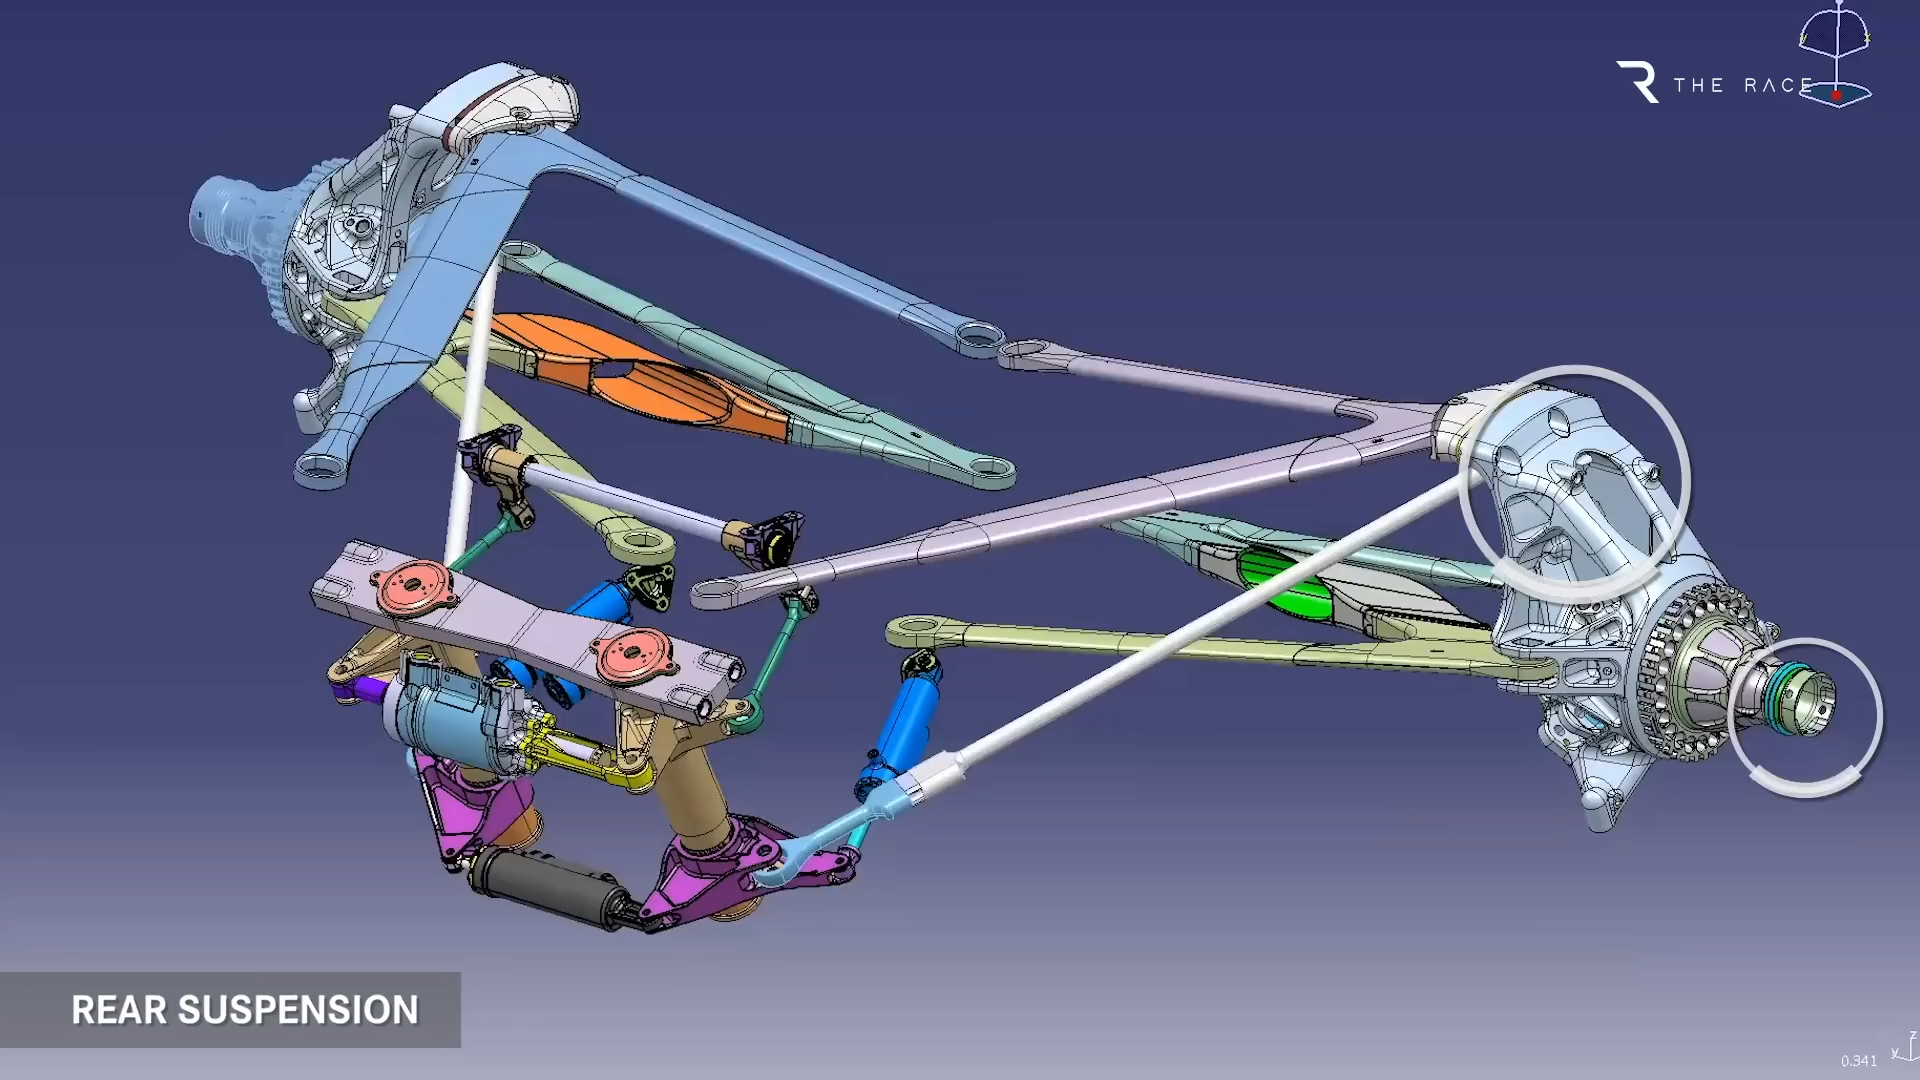 THE RACE
REAR SUSPENSION
0.341
z
y